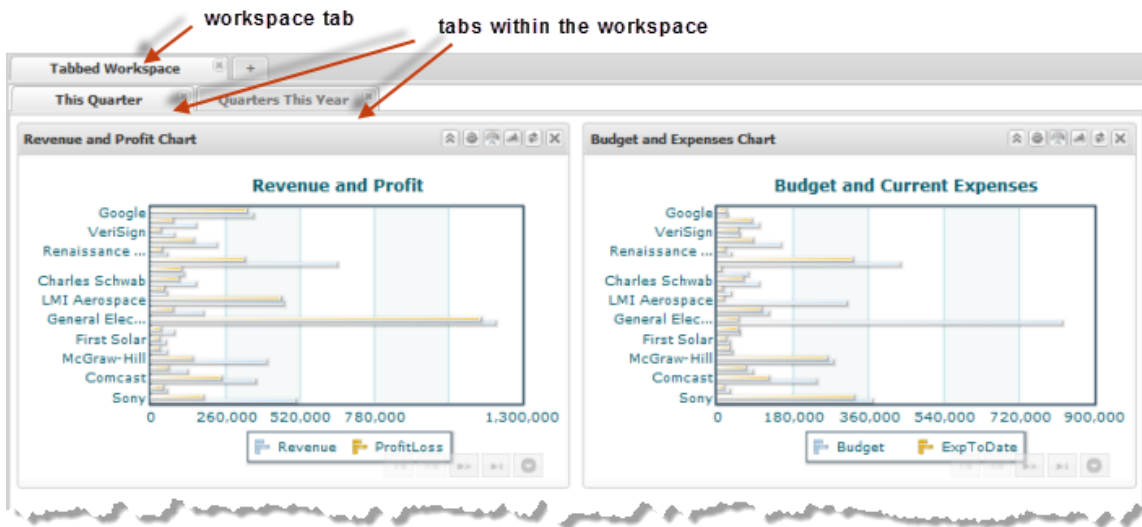 workspace tab
tabs within the workspace
Tabbed Workspace
+
This Quarter
Quarters This Year
Revenue and Profit Chart
Revenue and Profit
Google
VeriSign
Renaissance ...
Charles Schwab
LMI Aerospace
General Elec...
First Solar
McGraw-Hill
Comcast
Sony
0 260,000 520,000 780,000 1,300,000
Revenue ProfitLoss
Budget and Expenses Chart
Budget and Current Expenses
Google
VeriSign
Renaissance ...
Charles Schwab
LMI Aerospace
General Elec...
First Solar
McGraw-Hill
Comcast
Sony
0 180,000 360,000 540,000 720,000 900,000
Budget ExpToDate